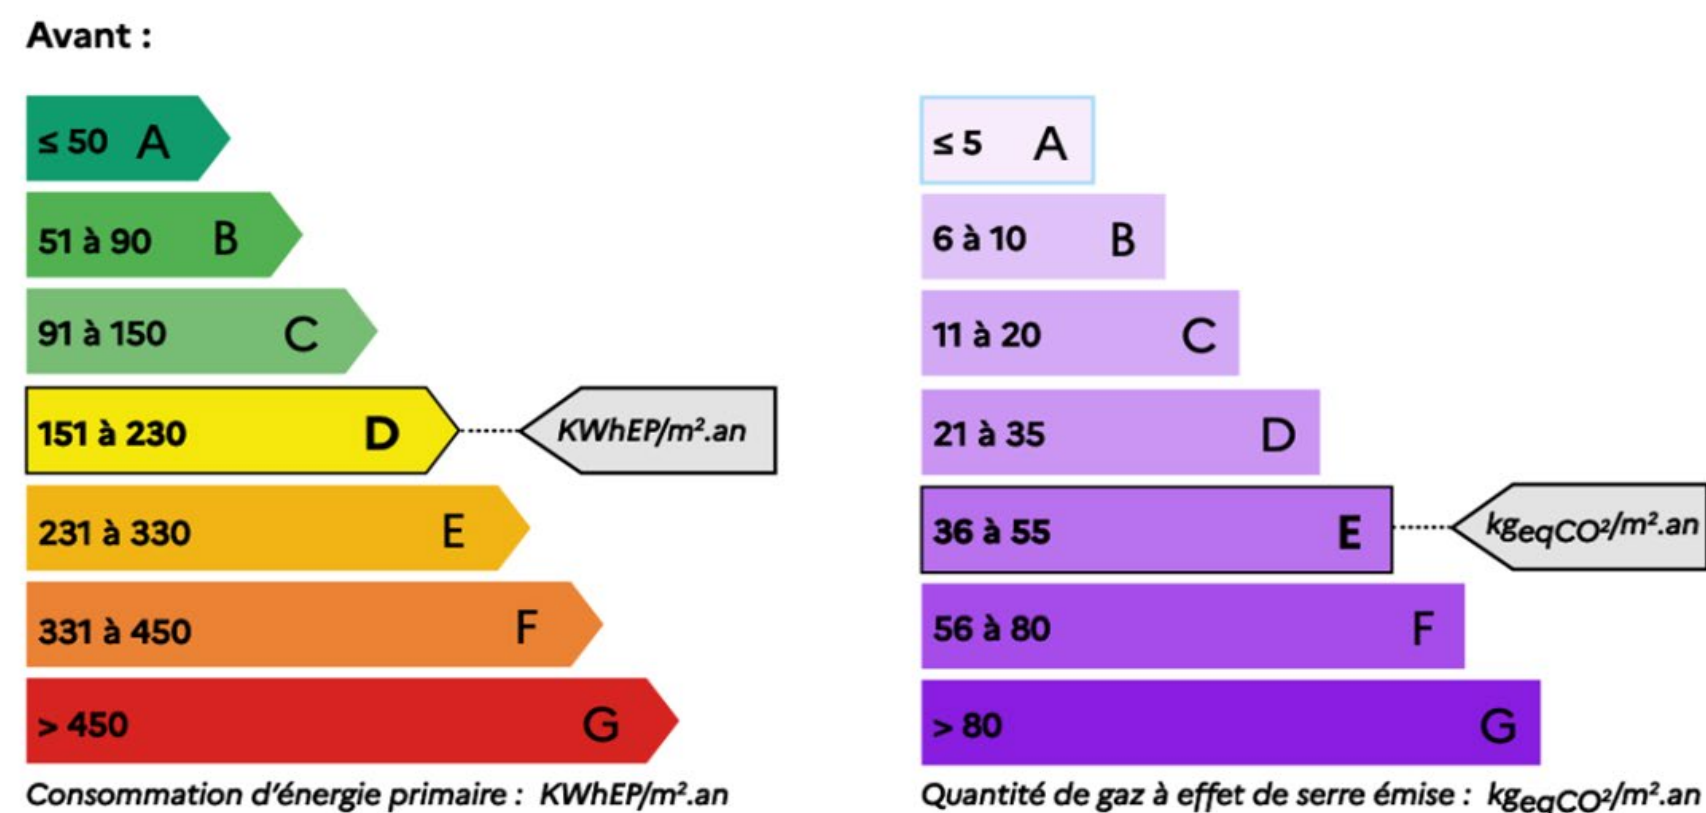 Avant :
≤ 50 A
51 à 90 B
91 à 150 C
151 à 230 D KWhEP/m².an
231 à 330 E
331 à 450 F
> 450 G
Consommation d'énergie primaire : KWhEP/m².an
≤ 5 A
6 à 10 B
11 à 20 C
21 à 35 D
36 à 55 E kgeqCO²/m².an
56 à 80 F
> 80 G
Quantité de gaz à effet de serre émise : kgeqCO²/m².an